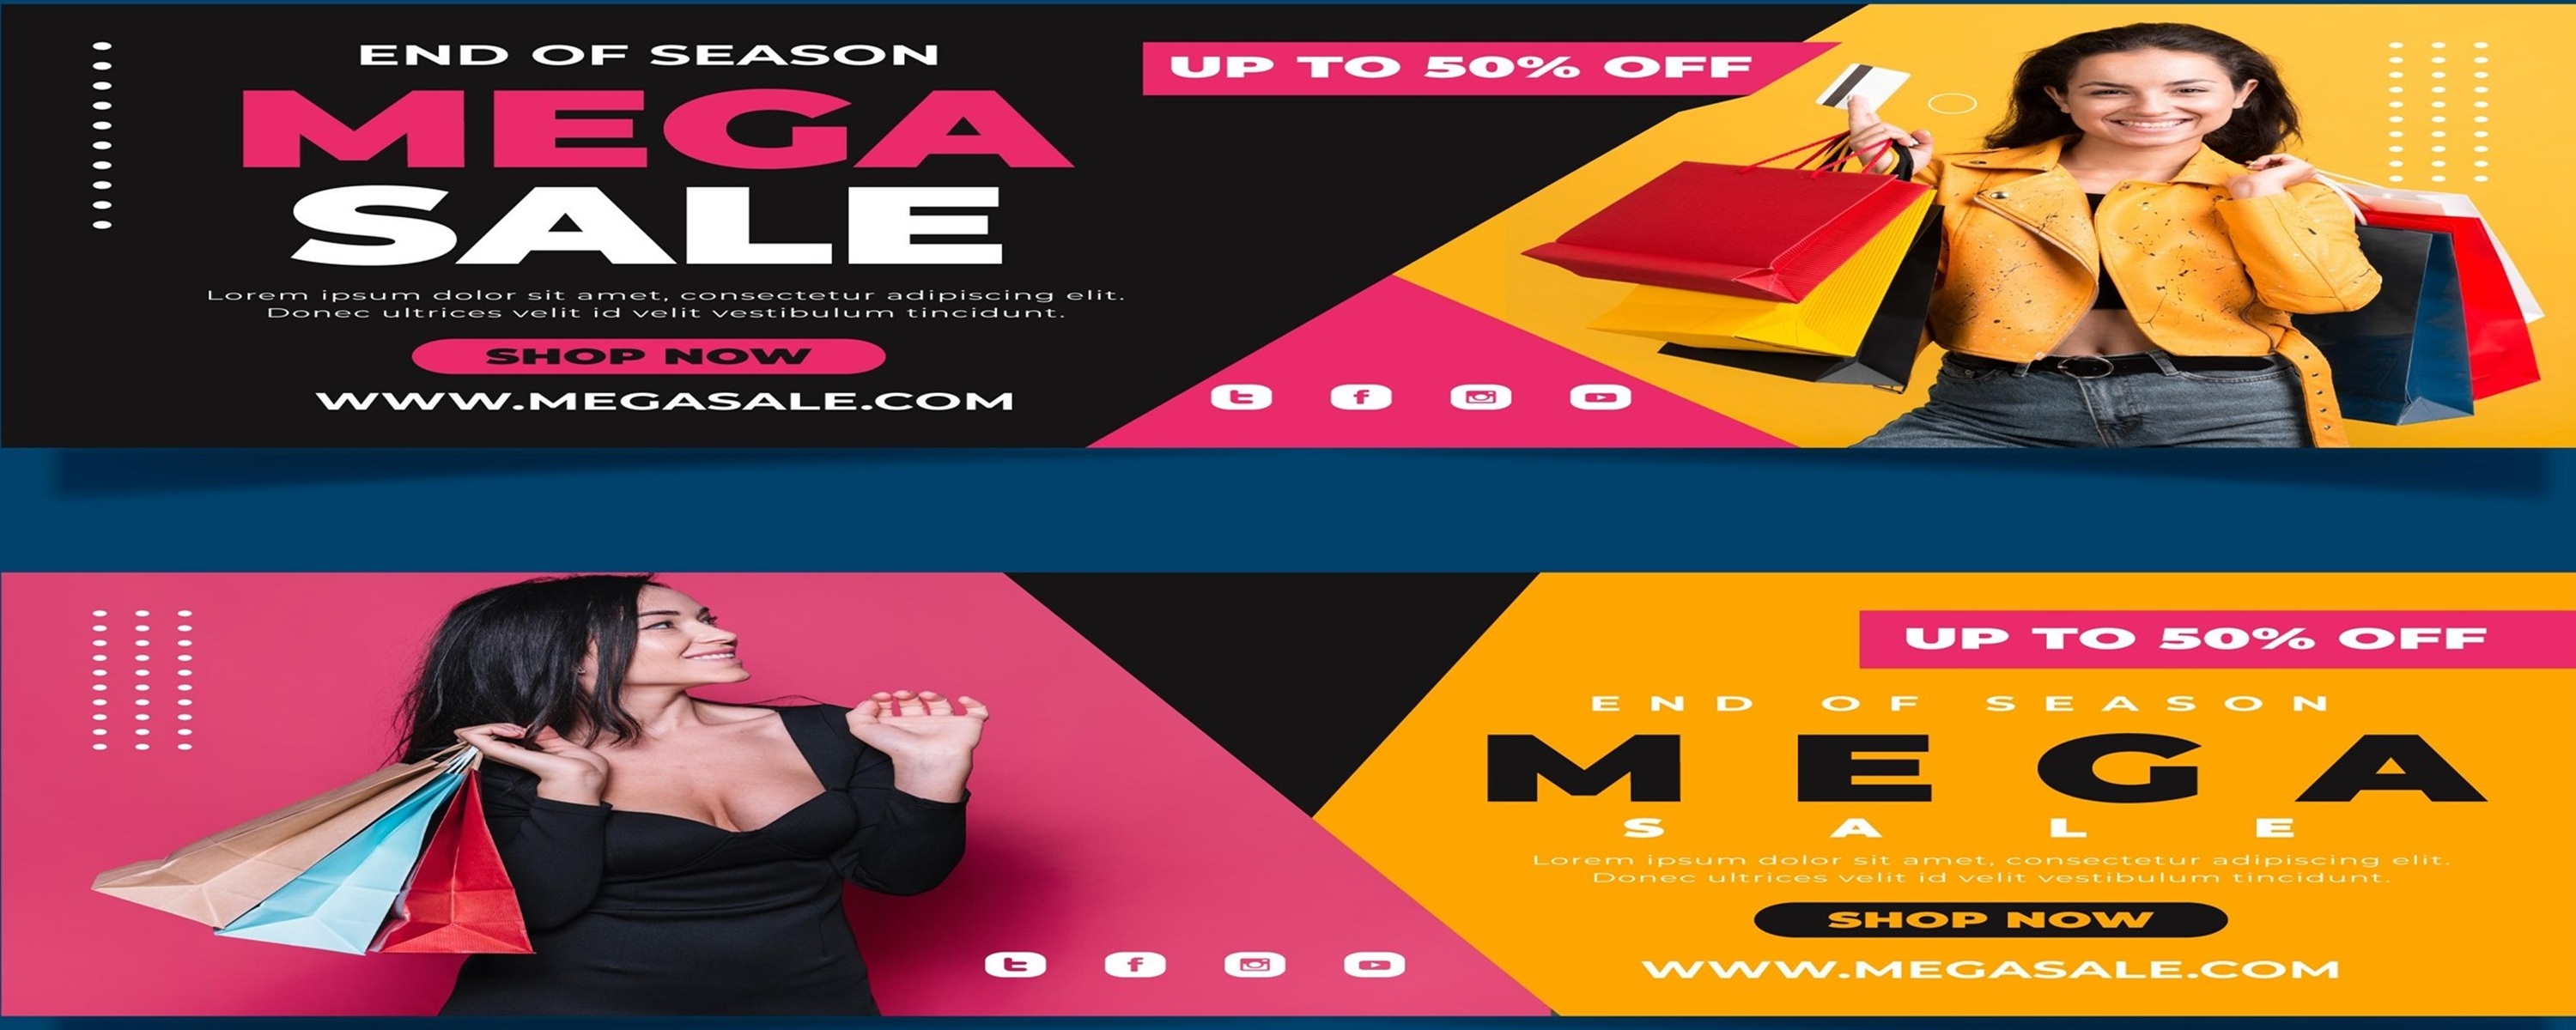 END OF SEASON
MEGA
SALE
Lorem ipsum dolor sit amet, consectetur adipiscing elit.
Donec ultrices velit id velit vestibulum tincidunt.
SHOP NOW
WWW.MEGASALE.COM
UP TO 50% OFF
UP TO 50% OFF
END OF SEASON
MEGA
SALE
Lorem ipsum dolor sit amet, consectetur adipiscing elit.
Donec ultrices velit id velit vestibulum tincidunt.
SHOP NOW
WWW.MEGASALE.COM